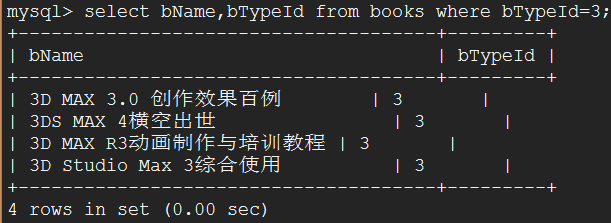 mysql> select bName,bTypeId from books where bTypeId=3;
+---------------------------------------+---------+
| bName                                 | bTypeId |
+---------------------------------------+---------+
| 3D MAX 3.0 创作效果百例        | 3       |
| 3DS MAX 4横空出世               | 3       |
| 3D MAX R3动画制作与培训教程 | 3       |
| 3D Studio Max 3综合使用         | 3       |
+---------------------------------------+---------+
4 rows in set (0.00 sec)